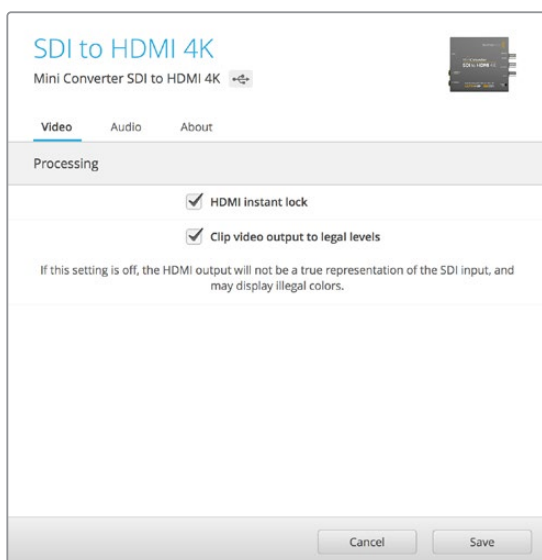 SDI to HDMI 4K
Mini Converter SDI to HDMI 4K
Video Audio About
Processing
HDMI instant lock
Clip video output to legal levels
If this setting is off, the HDMI output will not be a true representation of the SDI input, and
may display illegal colors.
Cancel Save